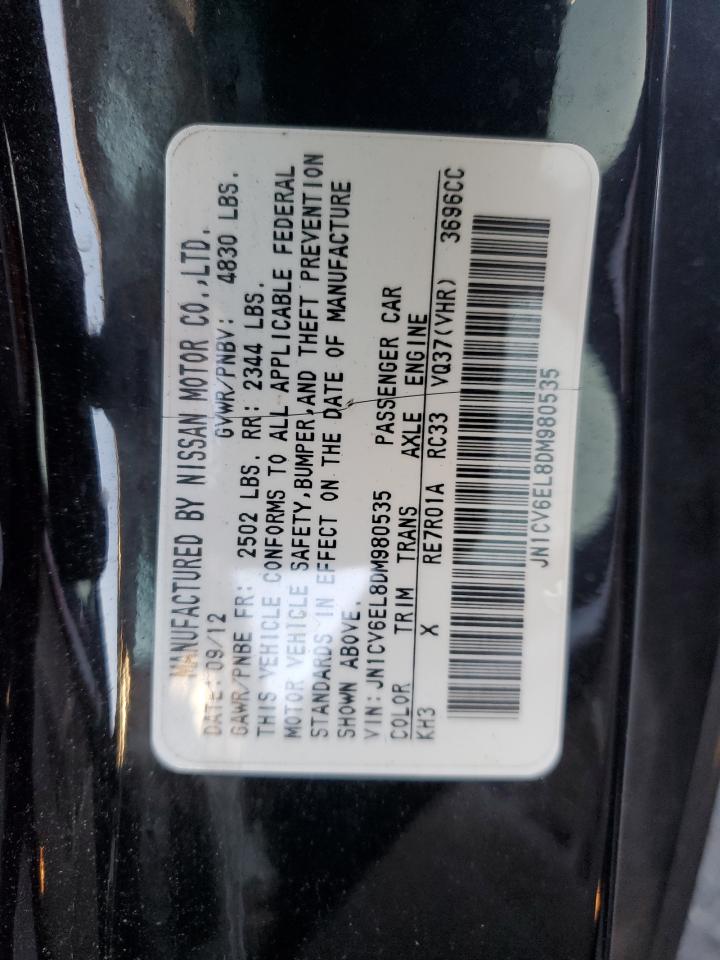 MANUFACTURED BY NISSAN MOTOR CO.,LTD.
DATE:09/12 GVWR/PNBV: 4830 LBS.
GAWR/PNBE FR: 2502 LBS. RR: 2344 LBS.
THIS VEHICLE CONFORMS TO ALL APPLICABLE FEDERAL
MOTOR VEHICLE SAFETY,BUMPER,AND THEFT PREVENTION
STANDARDS IN EFFECT ON THE DATE OF MANUFACTURE
SHOWN ABOVE.
VIN:JN1CV6EL8DM980535 PASSENGER CAR
COLOR TRIM TRANS AXLE ENGINE
KH3 X RE7R01A RC33 VQ37(VHR) 3696CC
JN1CV6EL8DM980535